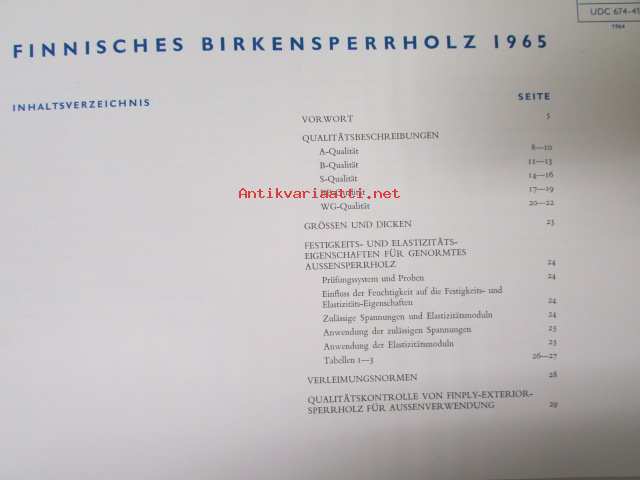 UDC 674-41
1964
FINNISCHES BIRKENSPERRHOLZ 1965
INHALTSVERZEICHNIS
SEITE
VORWORT 5
QUALITÄTSBESCHREIBUNGEN
A-Qualität 8—10
B-Qualität 11—13
S-Qualität 14—16
Antikvariaatti.net
17—19
WG-Qualität 20—22
GRÖSSEN UND DICKEN 23
FESTIGKEITS- UND ELASTIZITÄTS-
EIGENSCHAFTEN FÜR GENORMTES
AUSSENSPERRHOLZ 24
Prüfungssystem und Proben 24
Einfluss der Feuchtigkeit auf die Festigkeits- und
Elastizitäts-Eigenschaften 24
Zulässige Spannungen und Elastizitätsmoduln 24
Anwendung der zulässigen Spannungen 25
Anwendung der Elastizitätsmoduln 25
Tabellen 1—3 26—27
VERLEIMUNGSNORMEN 28
QUALITÄTSKONTROLLE VON FINPLY-EXTERIOR-
SPERRHOLZ FÜR AUSSENVERWENDUNG 29